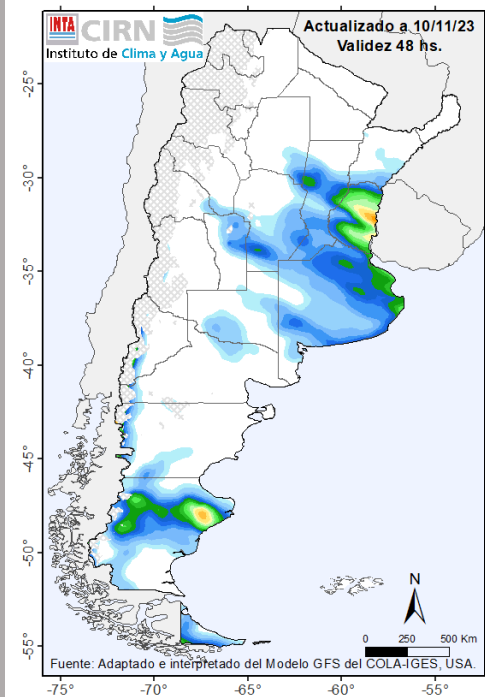 INTA CIRN
Instituto de Clima y Agua
Actualizado a 10/11/23
Validez 48 hs.
-25°
-30°
-35°
-40°
-45°
-50°
-55°
N
0 250 500 Km
Fuente: Adaptado e interpretado del Modelo GFS del COLA-IGES, USA.
-75° -70° -65° -60° -55°